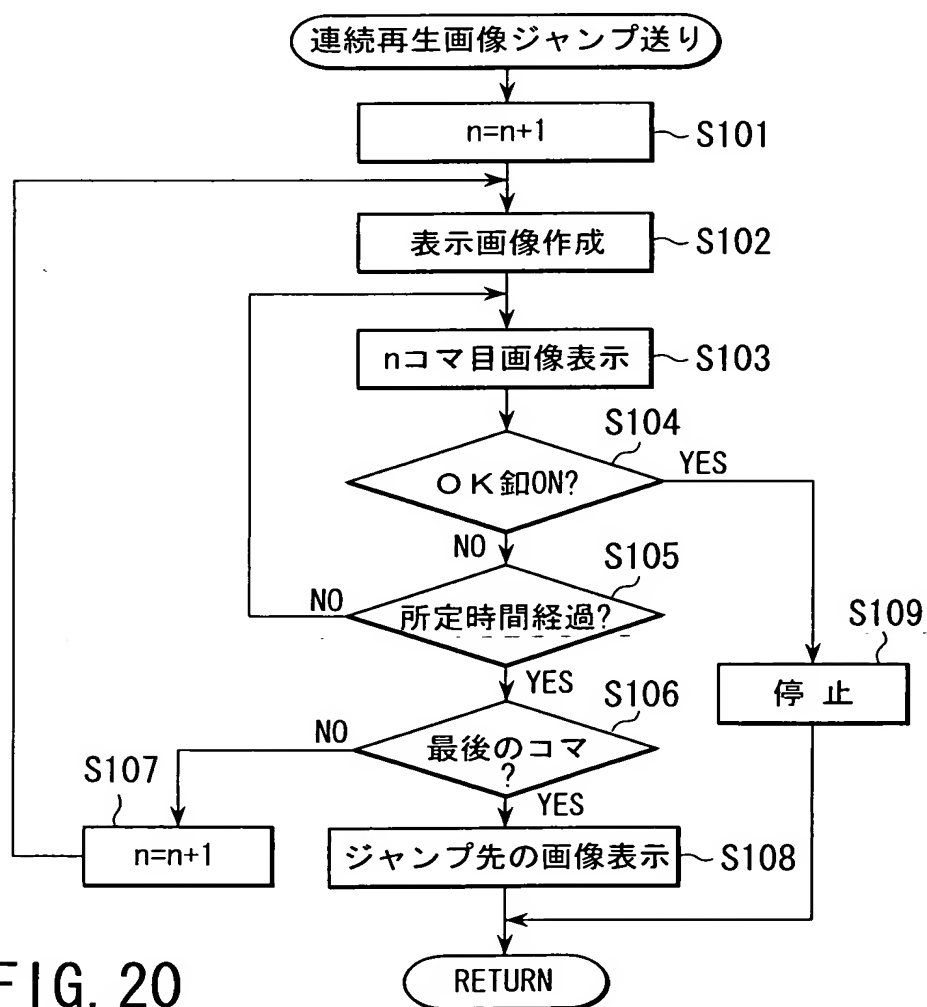 連続再生画像ジャンプ送り
n=n+1
S101
表示画像作成
S102
nコマ目画像表示
S103
S104
OK釦ON?
YES
NO
S105
所定時間経過?
NO
YES
S109
停 止
S106
最後のコマ
?
NO
YES
S107
n=n+1
ジャンプ先の画像表示
S108
RETURN
FIG. 20